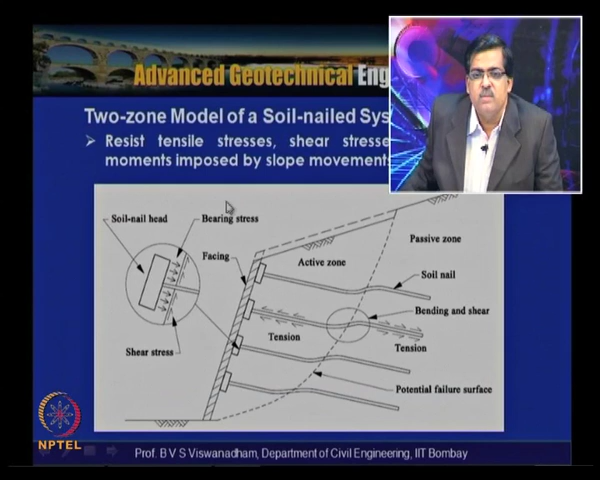 Advanced Geotechnical Eng
Two-zone Model of a Soil-nailed Sys
Resist tensile stresses, shear stresse
moments imposed by slope movements
Soil-nail head
Bearing stress
Facing
Active zone
Passive zone
Soil nail
Bending and shear
Tension
Tension
Shear stress
Potential failure surface
NPTEL
Prof. B V S Viswanadham, Department of Civil Engineering, IIT Bombay